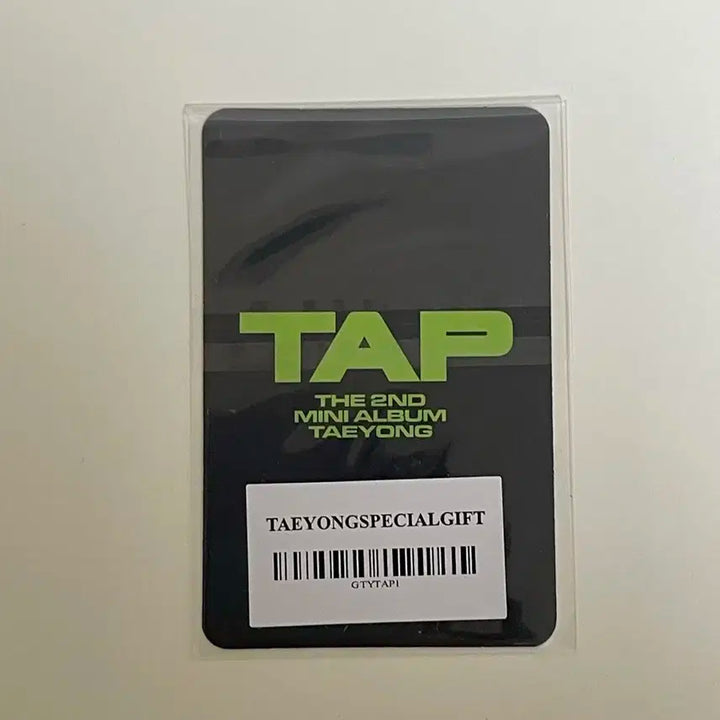 TAP
THE 2ND
MINI ALBUM
TAEYONG
TAEYONGSPECIALGIFT
GTYTAP1